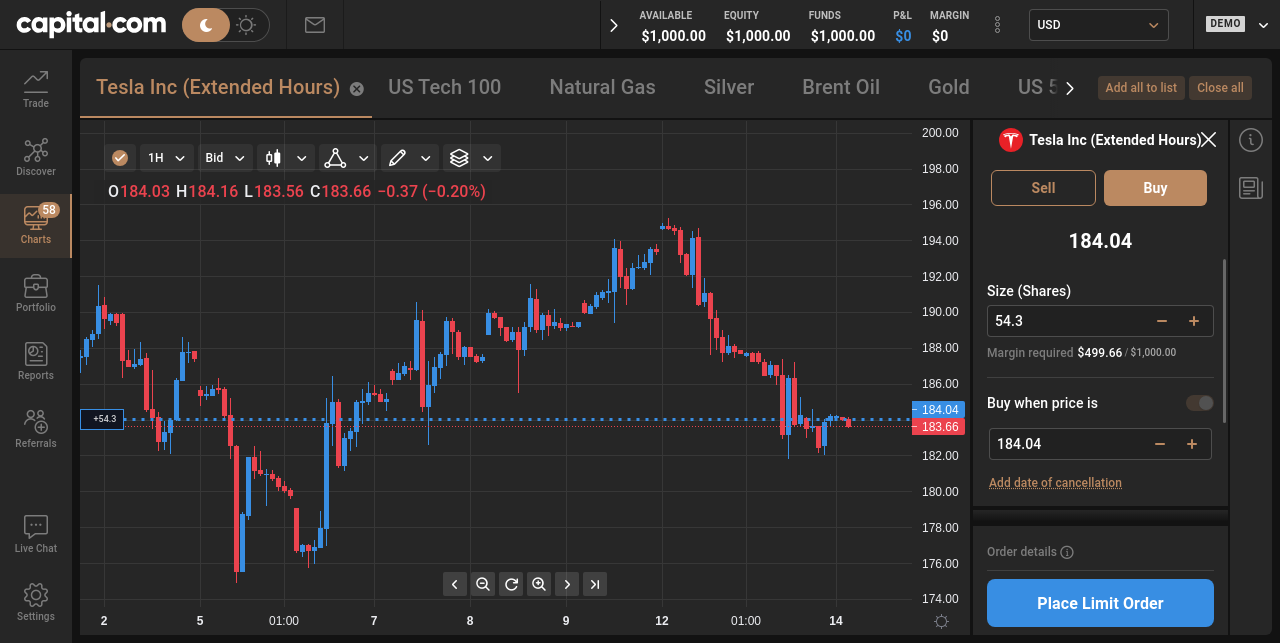 capital.com
AVAILABLE EQUITY FUNDS P&L MARGIN
$1,000.00 $1,000.00 $1,000.00 $0 $0
USD
DEMO
Tesla Inc (Extended Hours) US Tech 100 Natural Gas Silver Brent Oil Gold US 5
Add all to list Close all
Trade
Discover
58
Charts
Portfolio
Reports
Referrals
Live Chat
Settings
1H Bid
O184.03 H184.16 L183.56 C183.66 −0.37 (−0.20%)
+54.3
200.00
198.00
196.00
194.00
192.00
190.00
188.00
186.00
184.04
183.66
182.00
180.00
178.00
176.00
174.00
2 5 01:00 7 8 9 12 01:00 14
Tesla Inc (Extended Hours)
Sell Buy
184.04
Size (Shares)
54.3
Margin required $499.66 / $1,000.00
Buy when price is
184.04
Add date of cancellation
Order details
Place Limit Order